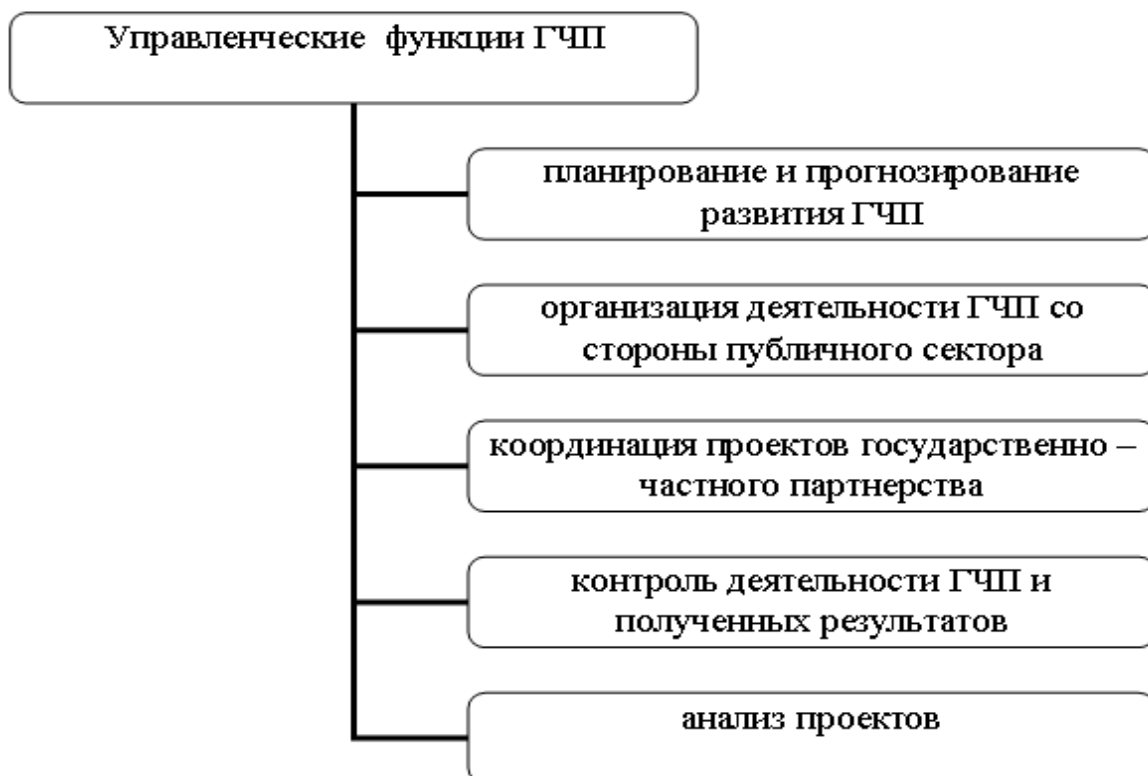 Управленческие функции ГЧП
планирование и прогнозирование
развития ГЧП
организация деятельности ГЧП со
стороны публичного сектора
координация проектов государственно –
частного партнерства
контроль деятельности ГЧП и
полученных результатов
анализ проектов